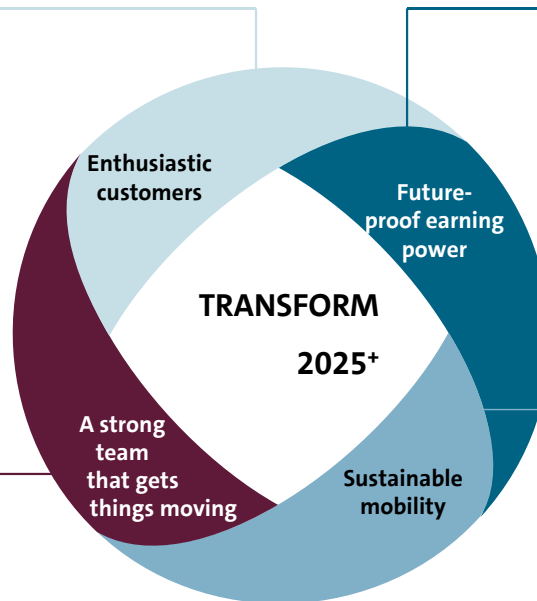 Enthusiastic
customers
Future-
proof earning
power
TRANSFORM
2025⁺
A strong
team
that gets
things moving
Sustainable
mobility